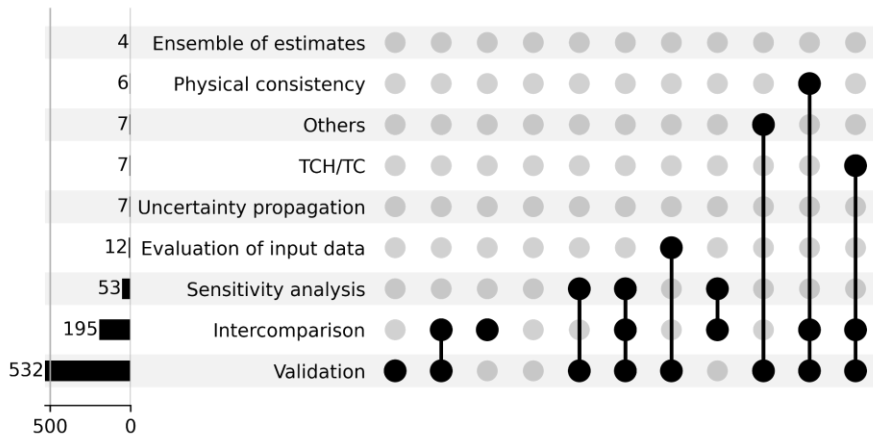 4 Ensemble of estimates
6 Physical consistency
7 Others
7 TCH/TC
7 Uncertainty propagation
12 Evaluation of input data
53 Sensitivity analysis
195 Intercomparison
532 Validation
500 0